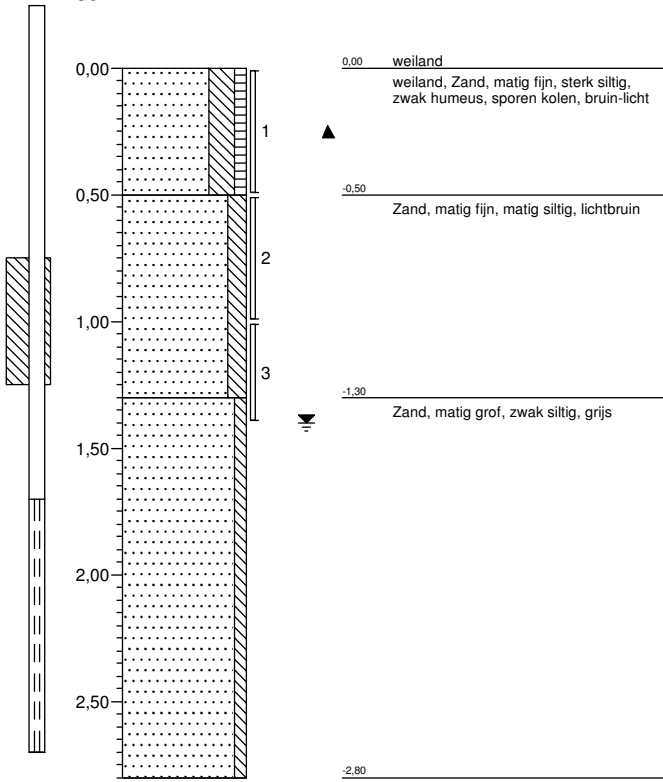 0,00
0,50
1,00
1,50
2,00
2,50
1
2
3
0,00 weiland
weiland, Zand, matig fijn, sterk siltig,
zwak humeus, sporen kolen, bruin-licht
-0,50
Zand, matig fijn, matig siltig, lichtbruin
-1,30
Zand, matig grof, zwak siltig, grijs
-2,80